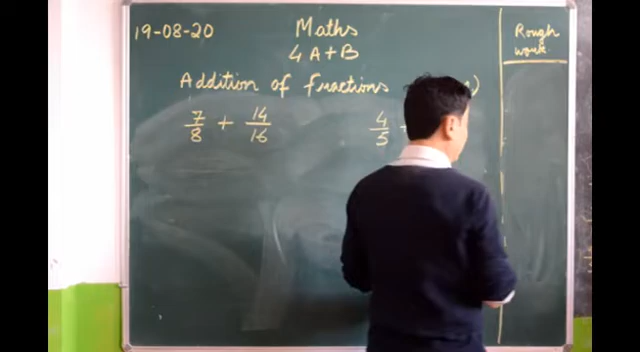 19-08-20
Maths
4 A+B
Addition of fractions
7/8 + 14/16
4/5
Rough
work